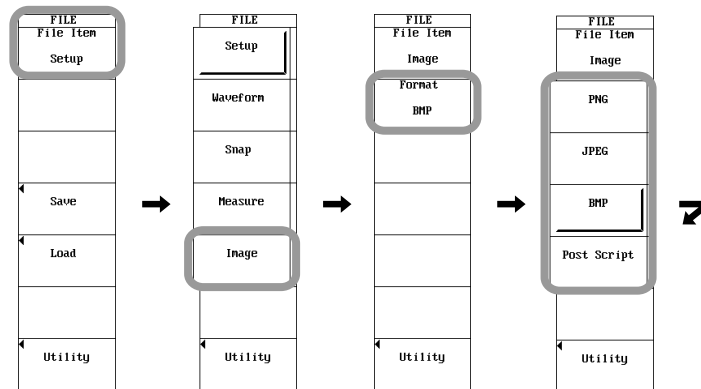 FILE
File Item
Setup
Save
Load
Utility
FILE
Setup
Waveform
Snap
Measure
Image
Utility
FILE
File Item
Image
Format
BMP
Utility
FILE
File Item
Image
PNG
JPEG
BMP
Post Script
Utility